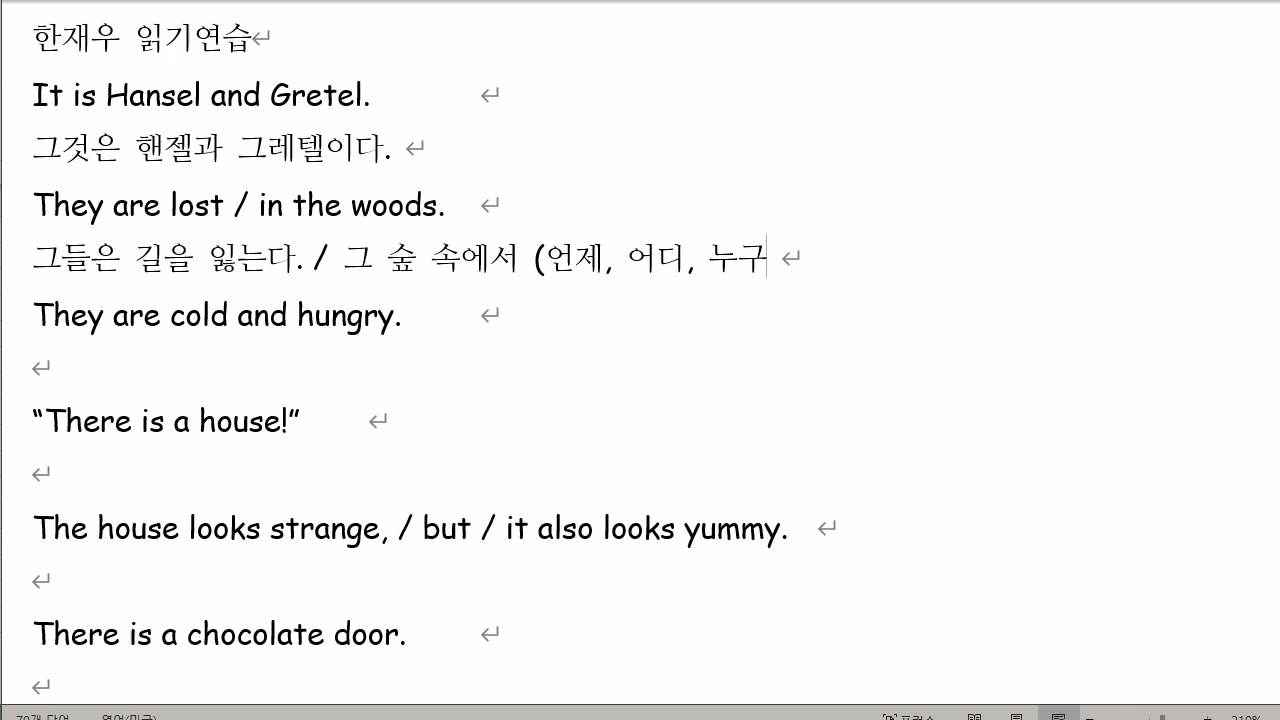 한재우 읽기연습
It is Hansel and Gretel.
그것은 핸젤과 그레텔이다.
They are lost / in the woods.
그들은 길을 잃는다. / 그 숲 속에서 (언제, 어디, 누구
They are cold and hungry.
“There is a house!”
The house looks strange, / but / it also looks yummy.
There is a chocolate door.